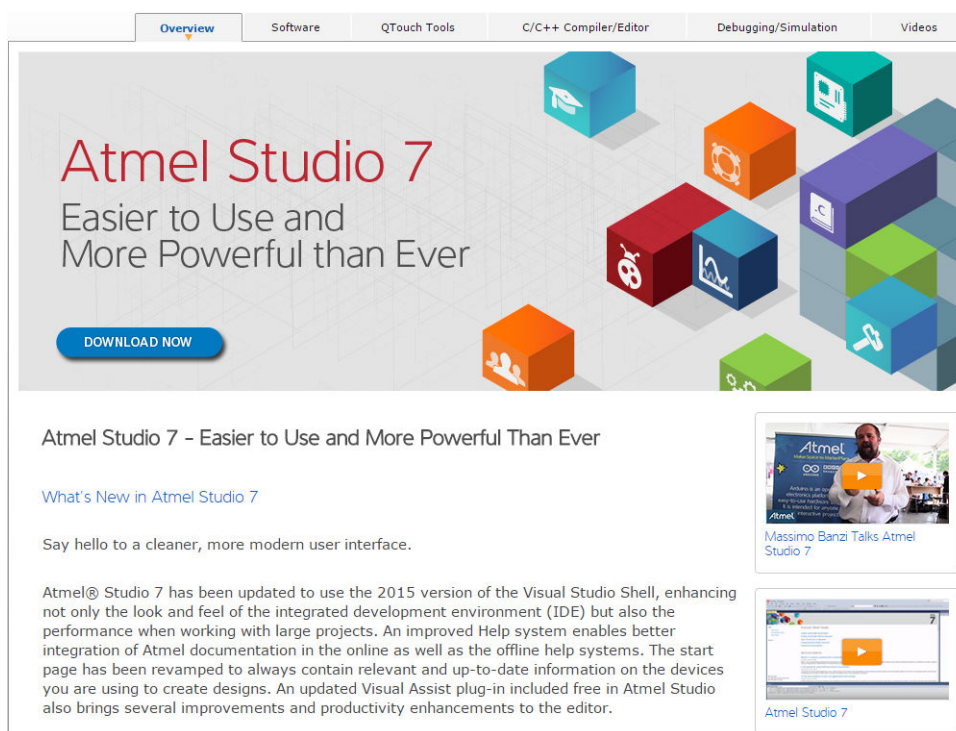 Overview
Software
QTouch Tools
C/C++ Compiler/Editor
Debugging/Simulation
Videos
Atmel Studio 7
Easier to Use and
More Powerful than Ever
.C
DOWNLOAD NOW
Atmel Studio 7 – Easier to Use and More Powerful Than Ever
What's New in Atmel Studio 7
Say hello to a cleaner, more modern user interface.
Atmel® Studio 7 has been updated to use the 2015 version of the Visual Studio Shell, enhancing
not only the look and feel of the integrated development environment (IDE) but also the
performance when working with large projects. An improved Help system enables better
integration of Atmel documentation in the online as well as the offline help systems. The start
page has been revamped to always contain relevant and up-to-date information on the devices
you are using to create designs. An updated Visual Assist plug-in included free in Atmel Studio
also brings several improvements and productivity enhancements to the editor.
Atmel
Atmel
Massimo Banzi Talks Atmel
Studio 7
7
Atmel Studio 7